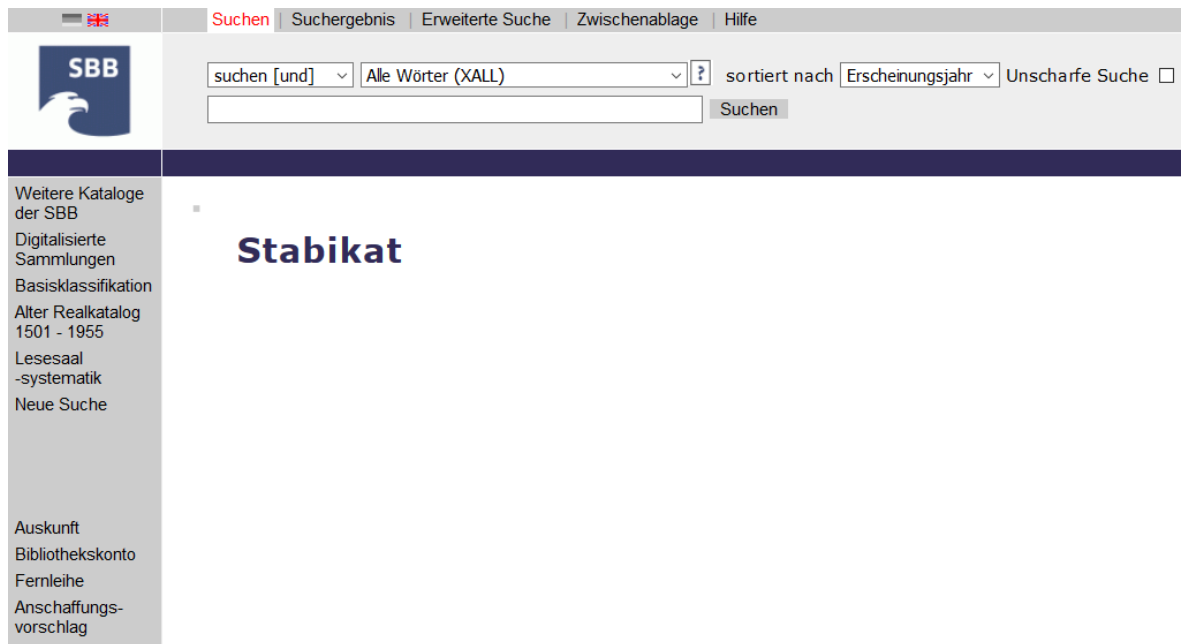 Suchen | Suchergebnis | Erweiterte Suche | Zwischenablage | Hilfe
SBB
suchen [und] Alle Wörter (XALL) ? sortiert nach Erscheinungsjahr Unscharfe Suche
Suchen
Weitere Kataloge
der SBB
Digitalisierte
Sammlungen
Basisklassifikation
Alter Realkatalog
1501 - 1955
Lesesaal
-systematik
Neue Suche
Auskunft
Bibliothekskonto
Fernleihe
Anschaffungs-
vorschlag
Stabikat